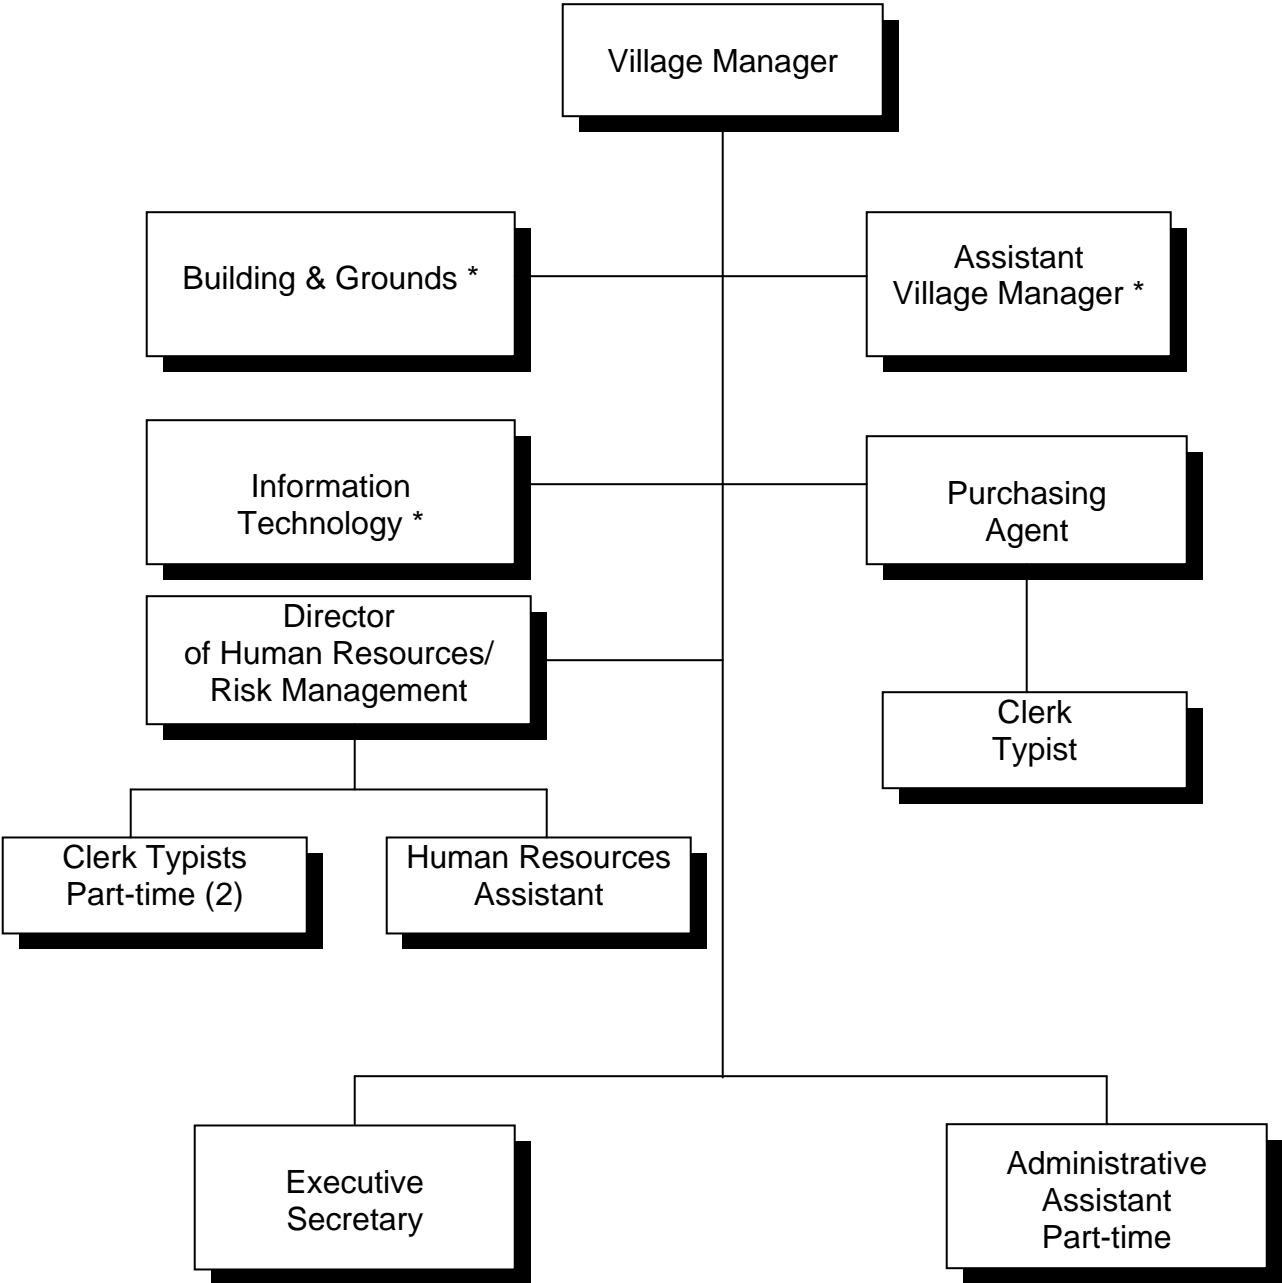 Village Manager
Building & Grounds *
Assistant
Village Manager *
Information
Technology *
Purchasing
Agent
Director
of Human Resources/
Risk Management
Clerk
Typist
Clerk Typists
Part-time (2)
Human Resources
Assistant
Executive
Secretary
Administrative
Assistant
Part-time